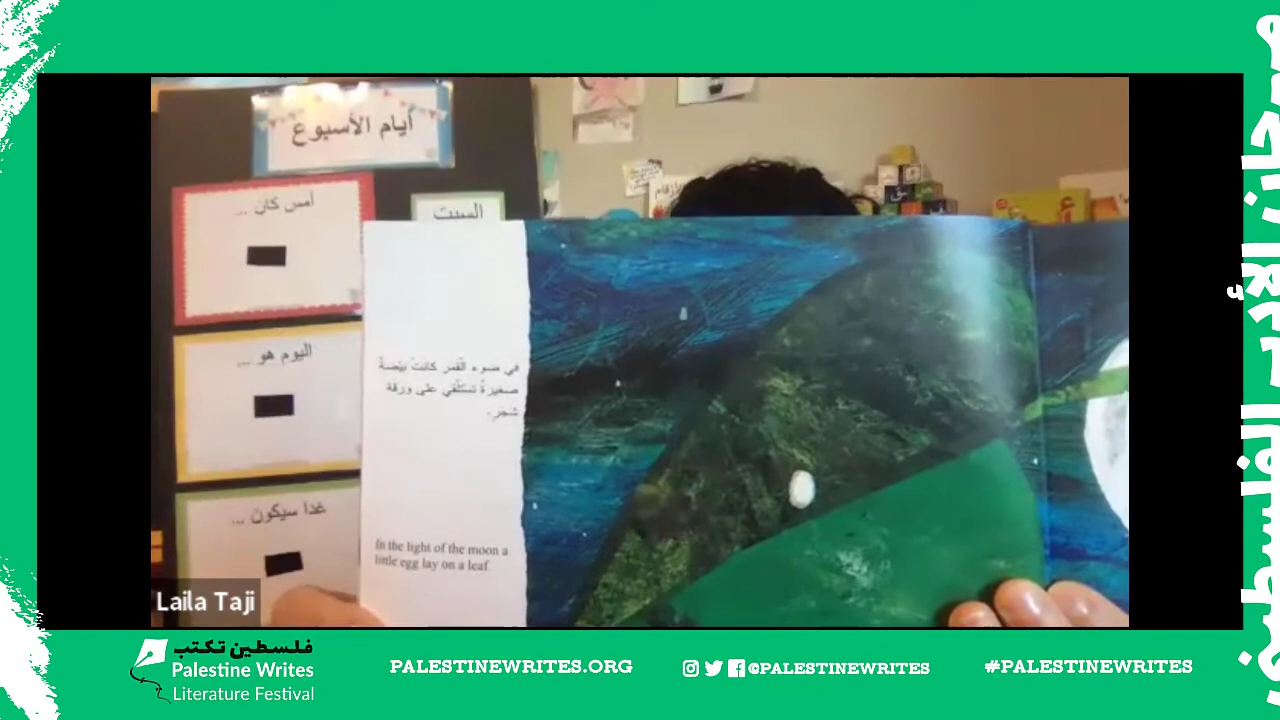 أيام الأسبوع
أمس كان ...
السبت
اليوم هو ...
غداً سيكون ...
في ضوء القمر كانت بيضة
صغيرة تستلقي على ورقة
شجر.
In the light of the moon a
little egg lay on a leaf
Laila Taji
فلسطين تكتب
Palestine Writes
Literature Festival
PALESTINEWRITES.ORG
@PALESTINEWRITES
#PALESTINEWRITES